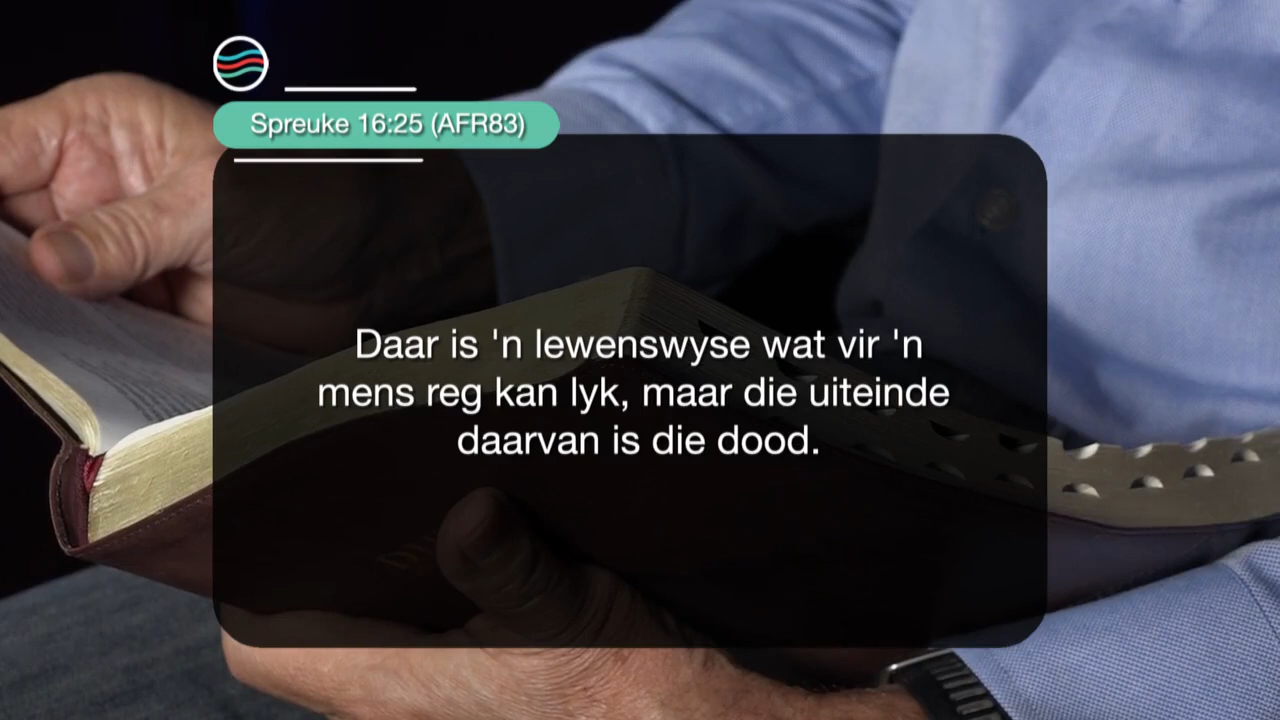 Spreuke 16:25 (AFR83)
Daar is 'n lewenswyse wat vir 'n
mens reg kan lyk, maar die uiteinde
daarvan is die dood.